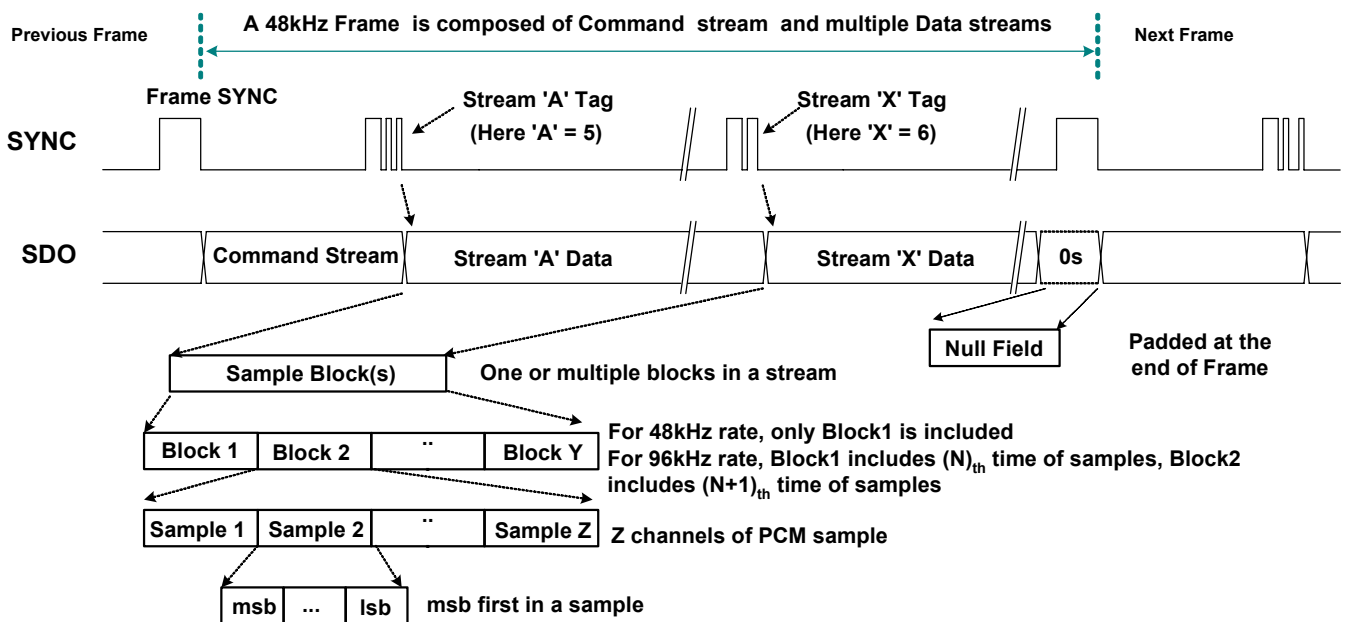 A 48kHz Frame is composed of Command stream and multiple Data streams
Previous Frame
Next Frame
Frame SYNC
Stream 'A' Tag
(Here 'A' = 5)
Stream 'X' Tag
(Here 'X' = 6)
SYNC
SDO
Command Stream
Stream 'A' Data
Stream 'X' Data
0s
Null Field
Padded at the
end of Frame
Sample Block(s)
One or multiple blocks in a stream
Block 1
Block 2
..
Block Y
For 48kHz rate, only Block1 is included
For 96kHz rate, Block1 includes (N)th time of samples, Block2
includes (N+1)th time of samples
Sample 1
Sample 2
..
Sample Z
Z channels of PCM sample
msb
...
lsb
msb first in a sample